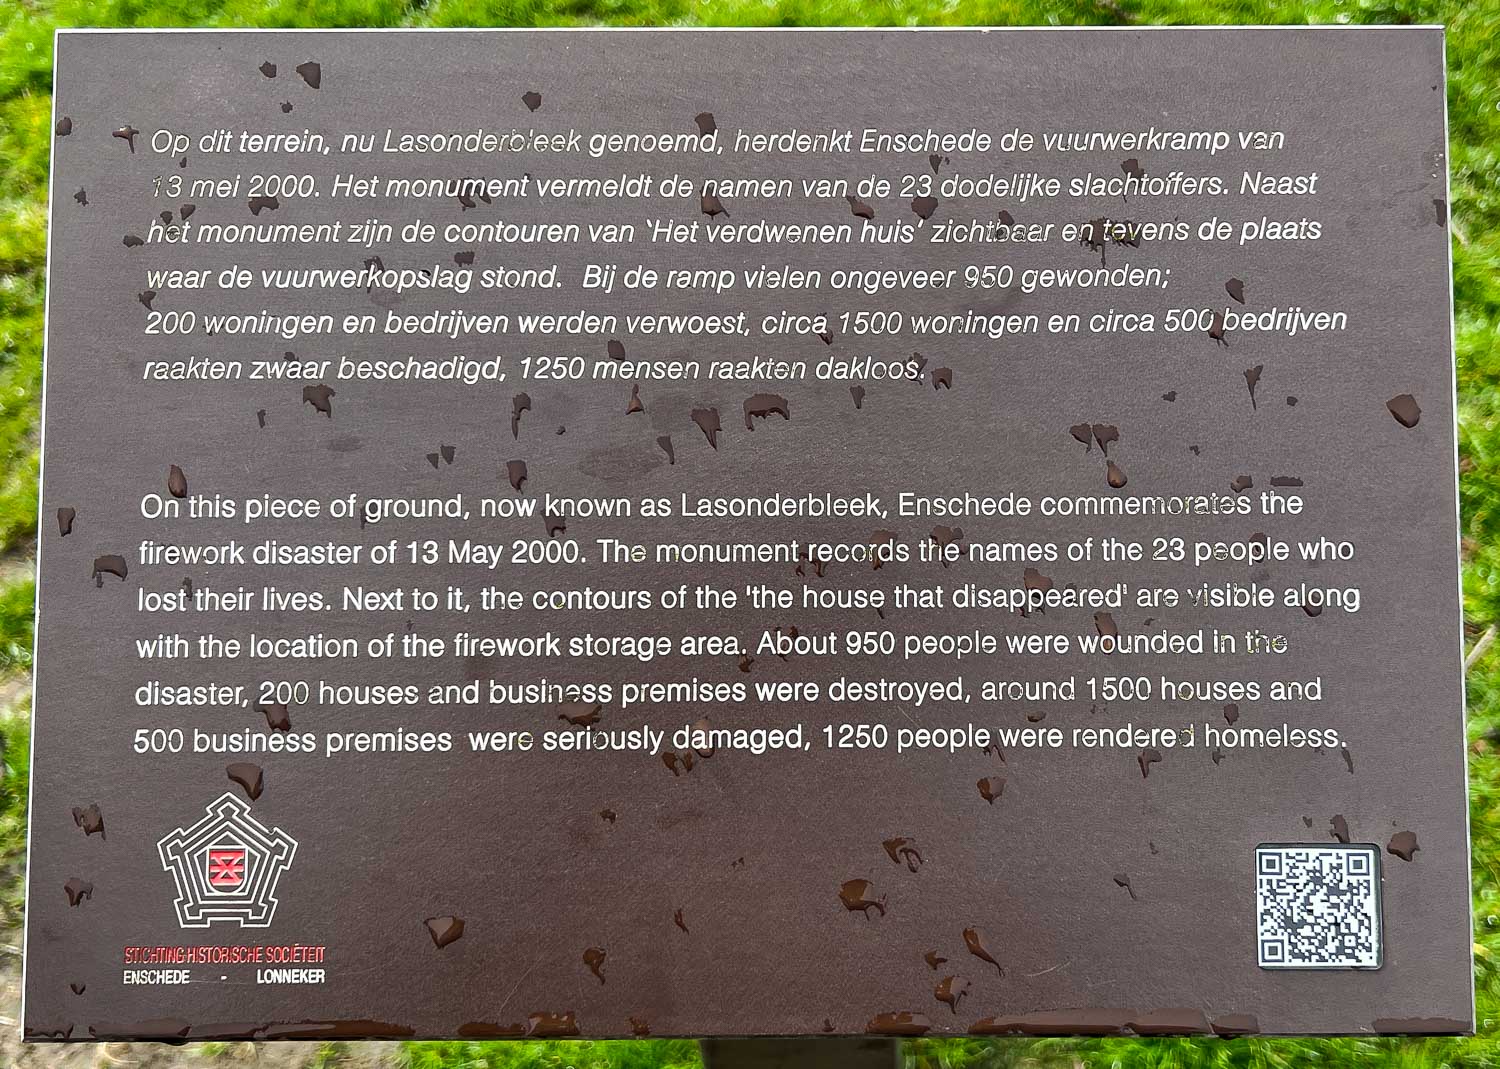 Op dit terrein, nu Lasonderbleek genoemd, herdenkt Enschede de vuurwerkramp van
13 mei 2000. Het monument vermeldt de namen van de 23 dodelijke slachtoffers. Naast
het monument zijn de contouren van ‘Het verdwenen huis’ zichtbaar en tevens de plaats
waar de vuurwerkopslag stond.  Bij de ramp vielen ongeveer 950 gewonden;
200 woningen en bedrijven werden verwoest, circa 1500 woningen en circa 500 bedrijven
raakten zwaar beschadigd, 1250 mensen raakten dakloos.
On this piece of ground, now known as Lasonderbleek, Enschede commemorates the
firework disaster of 13 May 2000. The monument records the names of the 23 people who
lost their lives. Next to it, the contours of the 'the house that disappeared' are visible along
with the location of the firework storage area. About 950 people were wounded in the
disaster, 200 houses and business premises were destroyed, around 1500 houses and
500 business premises  were seriously damaged, 1250 people were rendered homeless.
STICHTING HISTORISCHE SOCIËTEIT
ENSCHEDE - LONNEKER